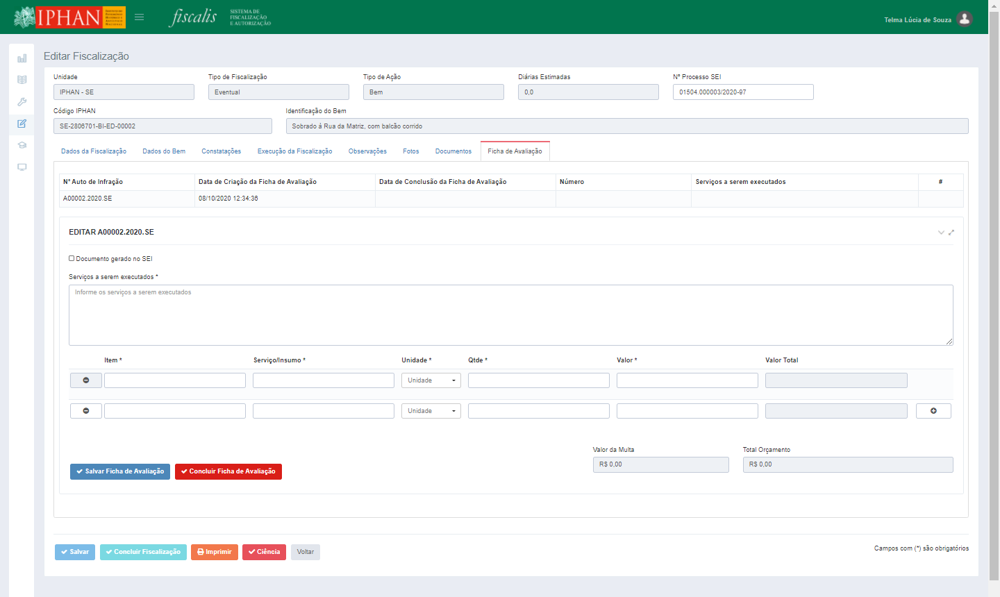 IPHAN
fiscalis
SISTEMA DE
FISCALIZAÇÃO
E AUTORIZAÇÃO
Telma Lúcia de Souza
Editar Fiscalização
Unidade Tipo de Fiscalização Tipo de Ação Diárias Estimadas Nº Processo SEI
IPHAN - SE Eventual Bem 0,0 01504.000003/2020-97
Código IPHAN Identificação do Bem
SE-2806701-BI-ED-00002 Sobrado à Rua da Matriz, com balcão corrido
Dados da Fiscalização Dados do Bem Constatações Execução da Fiscalização Observações Fotos Documentos Ficha de Avaliação
Nº Auto de Infração Data de Criação da Ficha de Avaliação Data de Conclusão da Ficha de Avaliação Número Serviços a serem executados #
A00002.2020.SE 08/10/2020 12:34:36
EDITAR A00002.2020.SE
Documento gerado no SEI
Serviços a serem executados *
Informe os serviços a serem executados
Item * Serviço/Insumo * Unidade * Qtde * Valor * Valor Total
Unidade
Unidade
Valor da Multa Total Orçamento
R$ 0,00 R$ 0,00
Salvar Ficha de Avaliação Concluir Ficha de Avaliação
Salvar Concluir Fiscalização Imprimir Ciência Voltar
Campos com (*) são obrigatórios